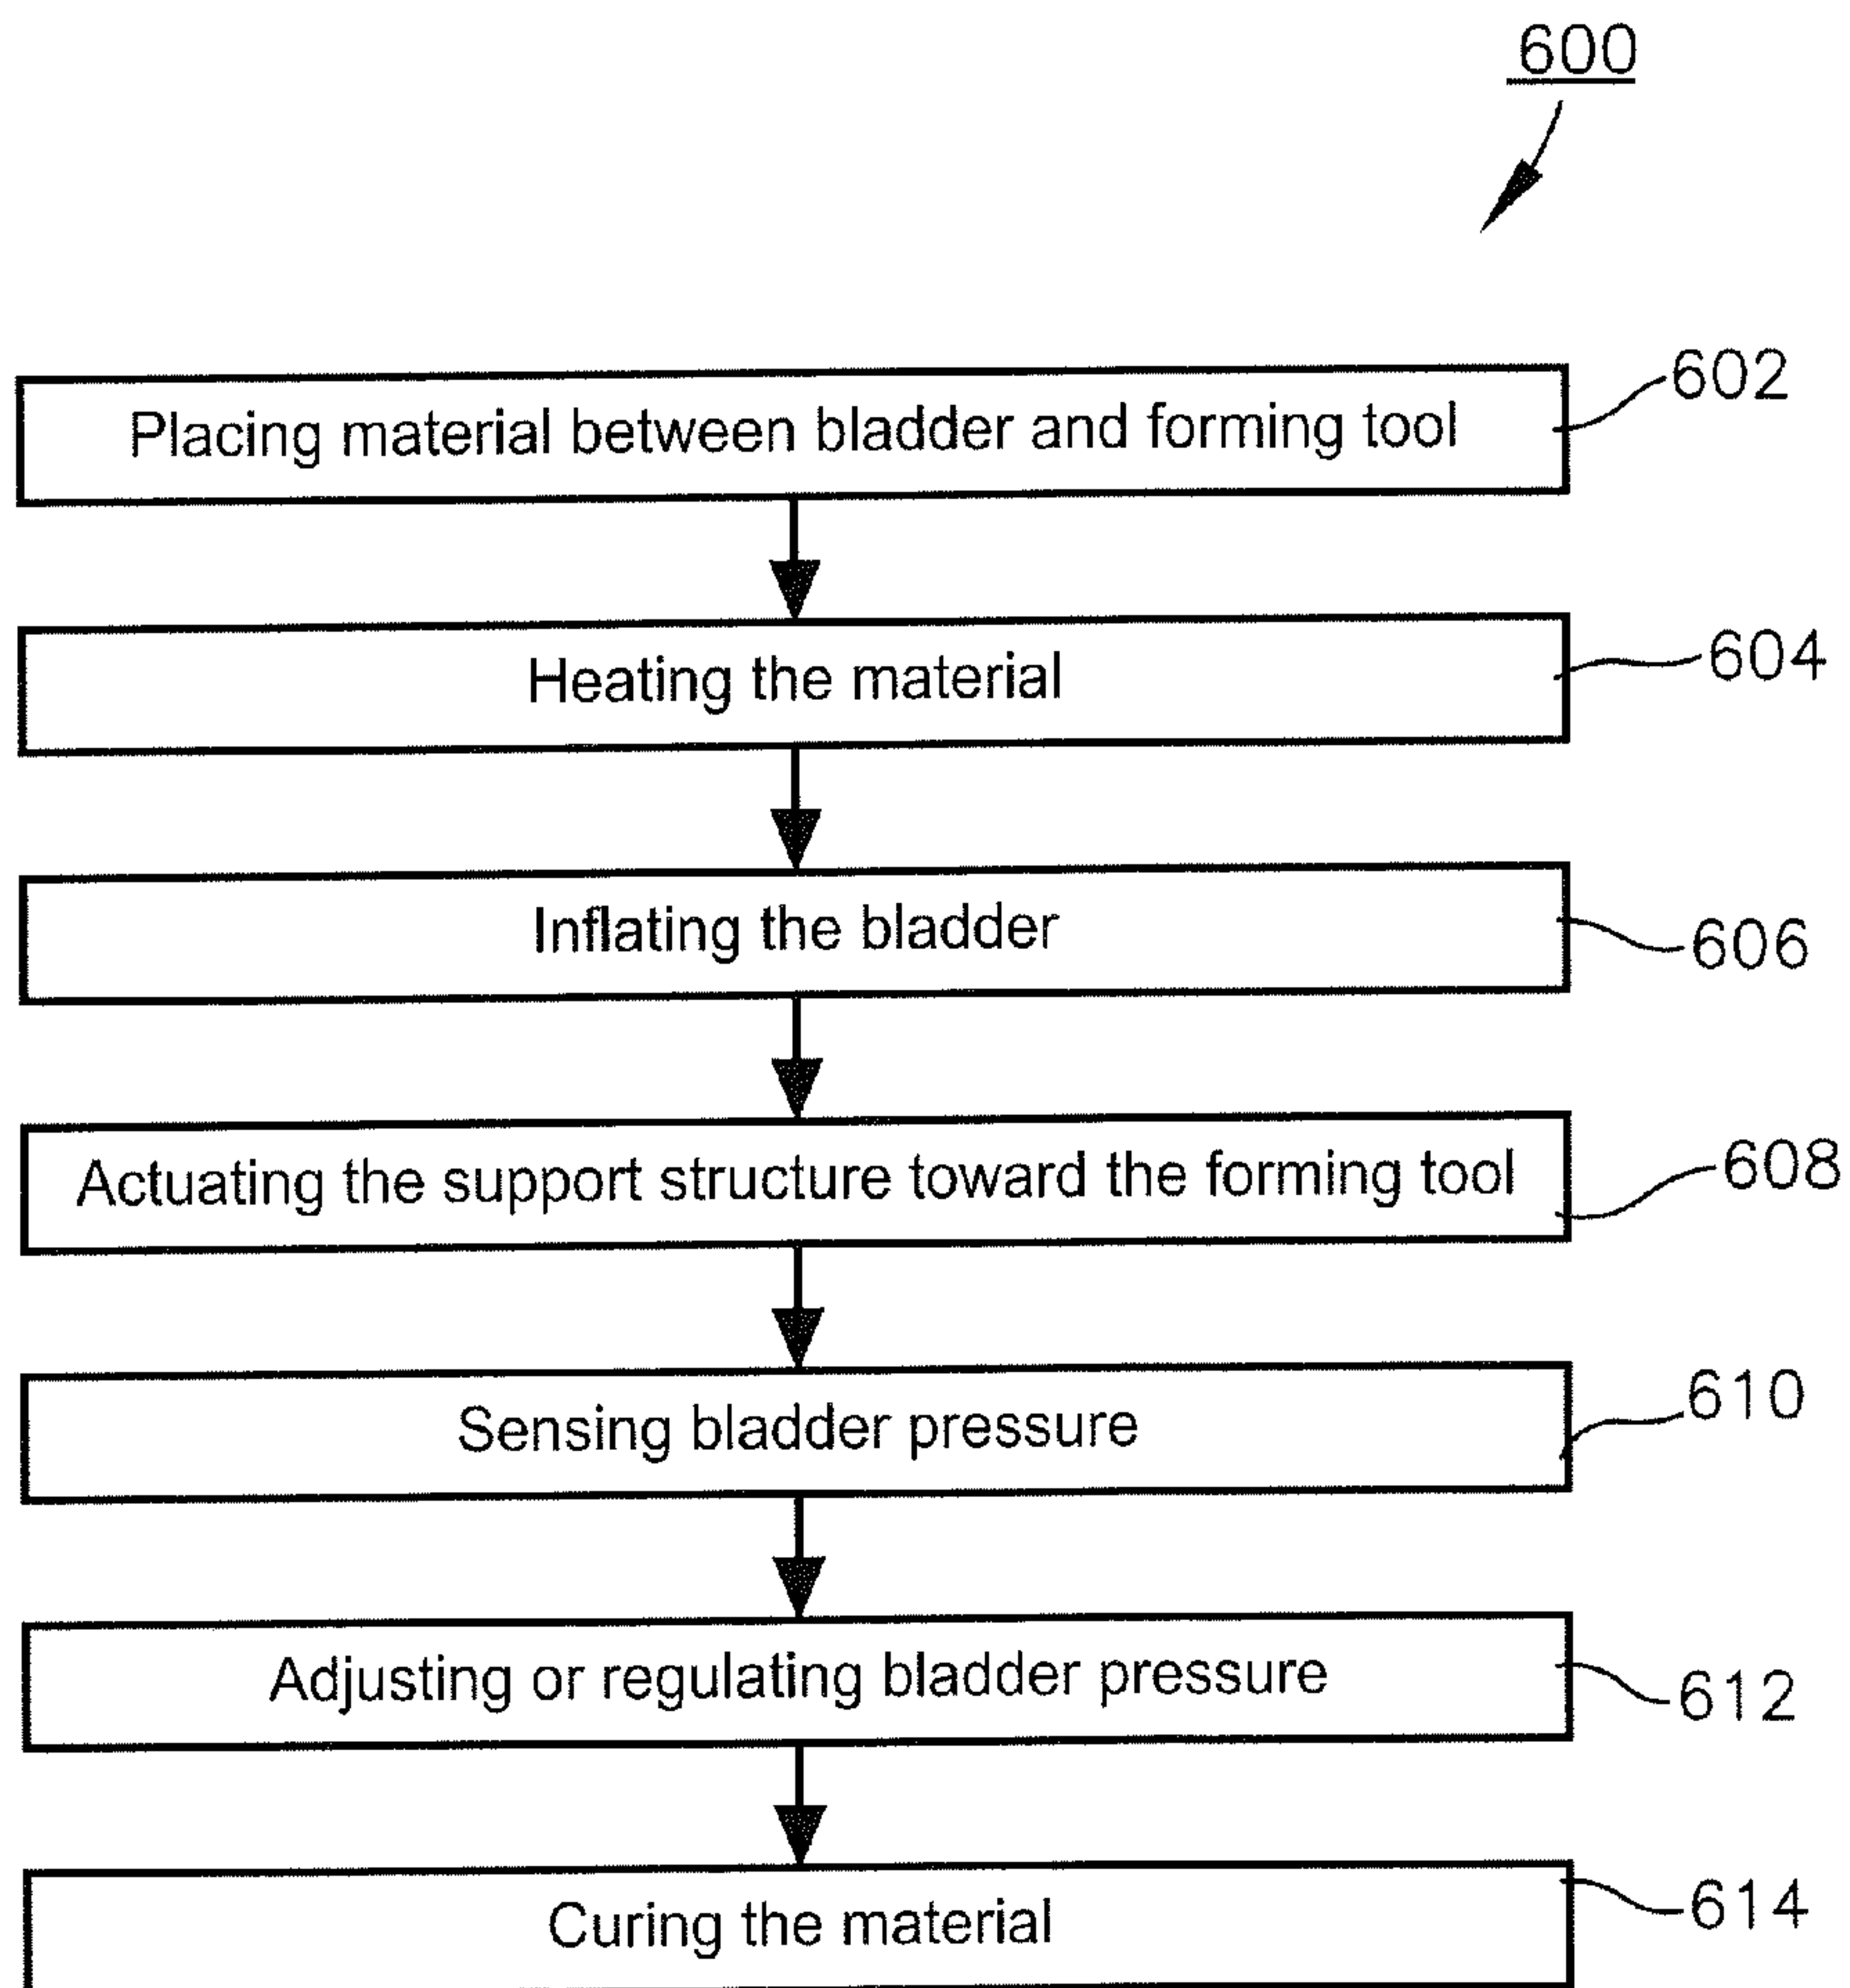 600
Placing material between bladder and forming tool
602
Heating the material
604
Inflating the bladder
606
Actuating the support structure toward the forming tool
608
Sensing bladder pressure
610
Adjusting or regulating bladder pressure
612
Curing the material
614